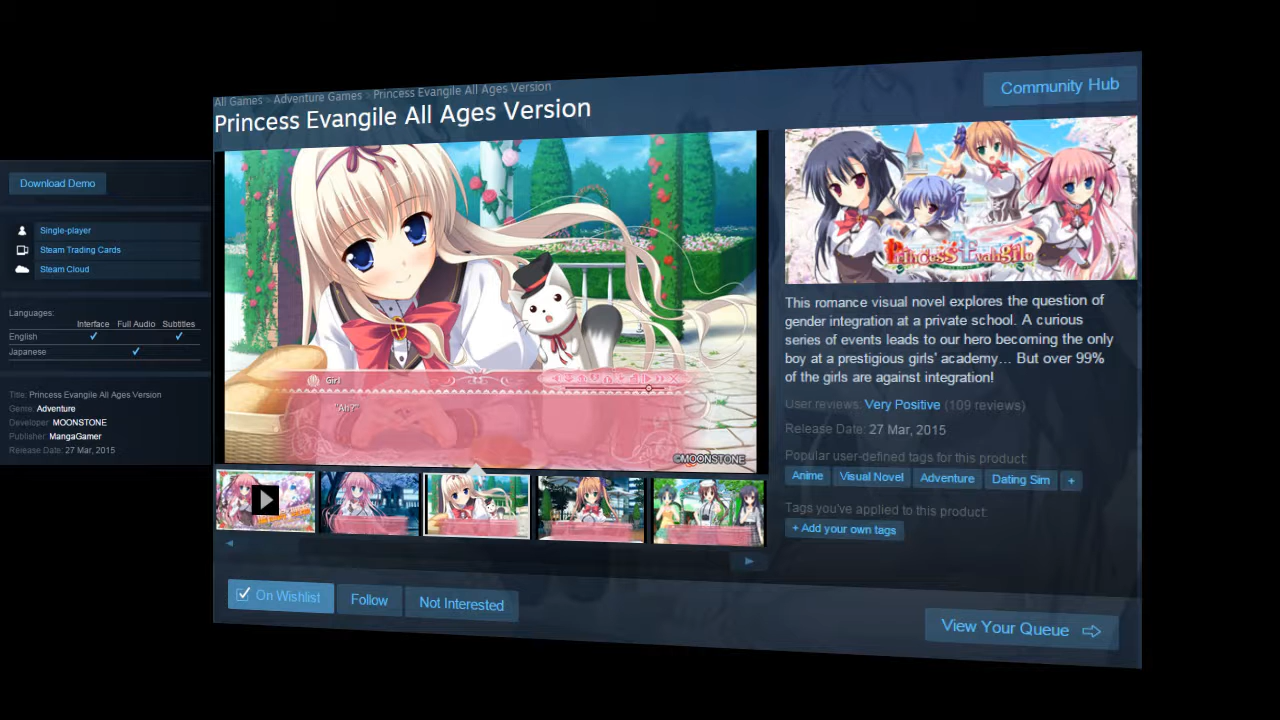 All Games > Adventure Games > Princess Evangile All Ages Version
Princess Evangile All Ages Version
Community Hub
Download Demo
Single-player
Steam Trading Cards
Steam Cloud
Languages:
Interface Full Audio Subtitles
English ✓ ✓
Japanese ✓
Title: Princess Evangile All Ages Version
Genre: Adventure
Developer: MOONSTONE
Publisher: MangaGamer
Release Date: 27 Mar, 2015
Girl
"Ah?"
©MOONSTONE
Princess Evangile
This romance visual novel explores the question of
gender integration at a private school. A curious
series of events leads to our hero becoming the only
boy at a prestigious girls' academy... But over 99%
of the girls are against integration!
User reviews: Very Positive (109 reviews)
Release Date: 27 Mar, 2015
Popular user-defined tags for this product:
Anime Visual Novel Adventure Dating Sim +
Tags you've applied to this product:
+ Add your own tags
On Wishlist
Follow
Not Interested
View Your Queue